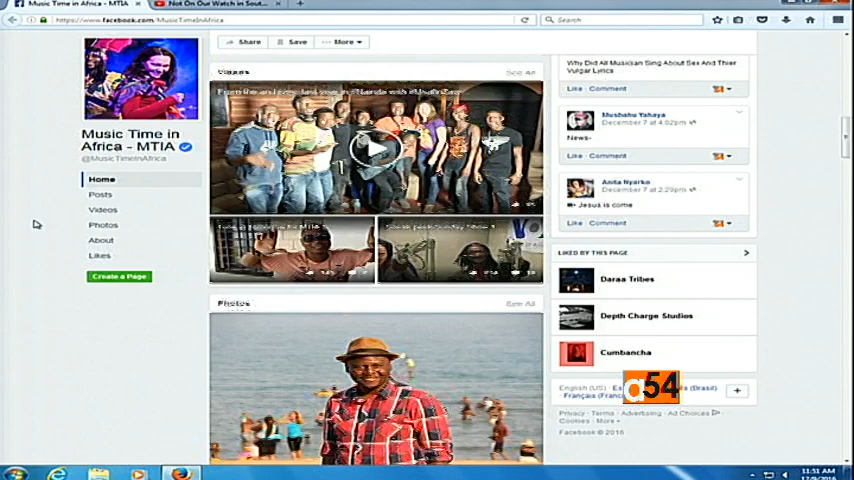 Music Time in Africa - MTIA
Not On Our Watch in Sout...
https://www.facebook.com/MusicTimeInAfrica
Search
Share
Save
More
Videos
See All
Music Time in
Africa - MTIA
@MusicTimeInAfrica
Home
Posts
Videos
Photos
About
Likes
Create a Page
Photos
See All
Why Did All Musician Sing About Sex And Thier
Vulgar Lyrics
Like · Comment
Mushahu Yahaya
December 7 at 4:02pm
News-
Like · Comment
Anita Nyarko
December 7 at 2:29pm
Jesus is come
Like · Comment
LIKED BY THIS PAGE
Daraa Tribes
Depth Charge Studios
Cumbancha
English (US) ·
(Brasil)
a54
Privacy · Terms · Advertising · Ad Choices
Cookies · More
Facebook © 2016
11:51 AM
12/9/2016